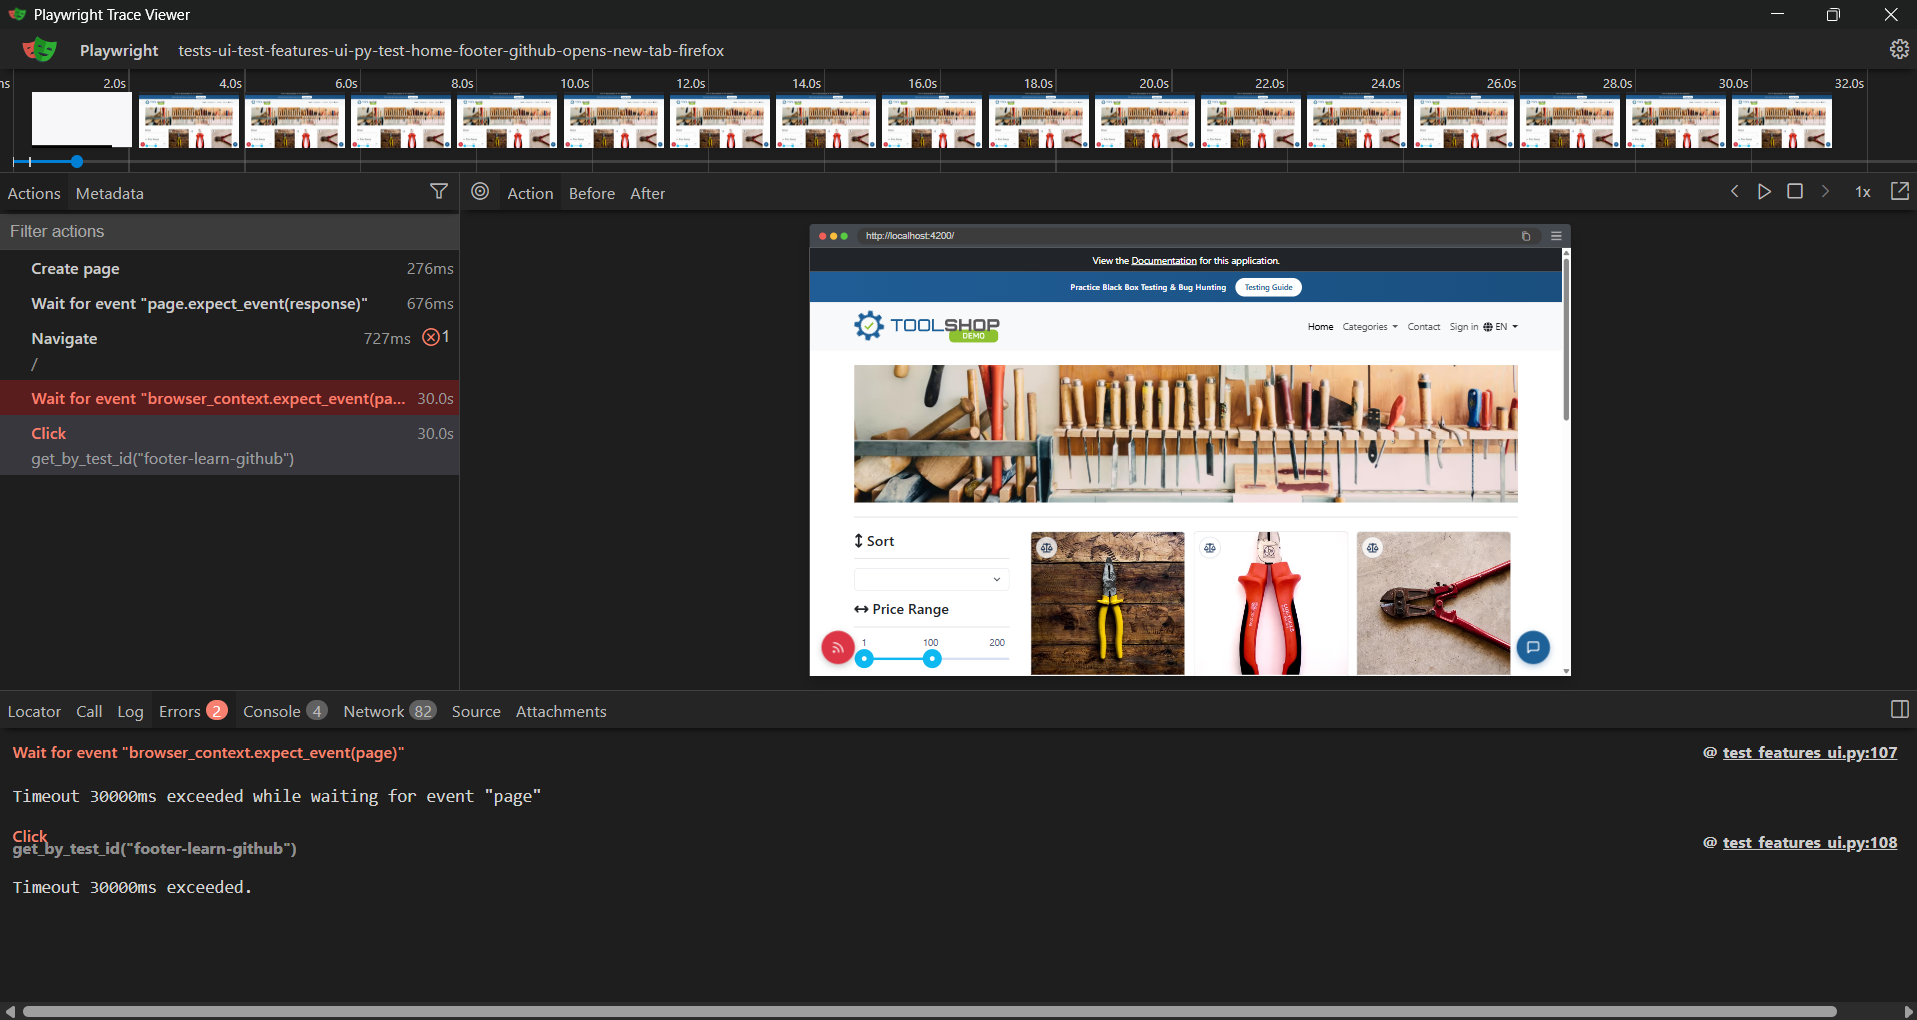 Playwright Trace Viewer
Playwright tests-ui-test-features-ui-py-test-home-footer-github-opens-new-tab-firefox
ns 2.0s 4.0s 6.0s 8.0s 10.0s 12.0s 14.0s 16.0s 18.0s 20.0s 22.0s 24.0s 26.0s 28.0s 30.0s 32.0s
Actions Metadata
Action Before After
1x
Filter actions
Create page 276ms
Wait for event "page.expect_event(response)" 676ms
Navigate 727ms 1
/
Wait for event "browser_context.expect_event(pa... 30.0s
Click 30.0s
get_by_test_id("footer-learn-github")
http://localhost:4200/
View the Documentation for this application.
Practice Black Box Testing & Bug Hunting Testing Guide
TOOLSHOP
DEMO
Home Categories Contact Sign in EN
Sort
Price Range
1 100 200
Locator Call Log Errors 2 Console 4 Network 82 Source Attachments
Wait for event "browser_context.expect_event(page)" @ test_features_ui.py:107
Timeout 30000ms exceeded while waiting for event "page"
Click
get_by_test_id("footer-learn-github") @ test_features_ui.py:108
Timeout 30000ms exceeded.